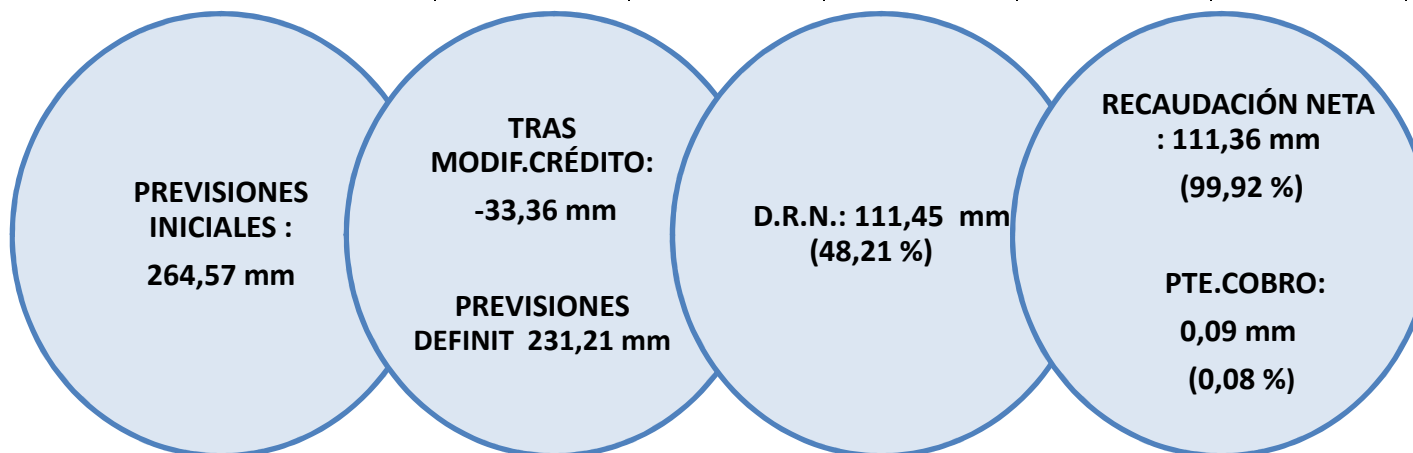 PREVISIONES
INICIALES :
264,57 mm
TRAS
MODIF.CRÉDITO:
-33,36 mm
PREVISIONES
DEFINIT  231,21 mm
D.R.N.: 111,45  mm
(48,21 %)
RECAUDACIÓN NETA
: 111,36 mm
(99,92 %)
PTE.COBRO:
0,09 mm
(0,08 %)